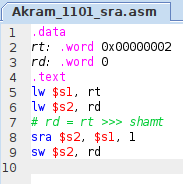 Akram_1101_sra.asm
1 .data
2 rt: .word 0x00000002
3 rd: .word 0
4 .text
5 lw $s1, rt
6 lw $s2, rd
7 # rd = rt >>> shamt
8 sra $s2, $s1, 1
9 sw $s2, rd
10